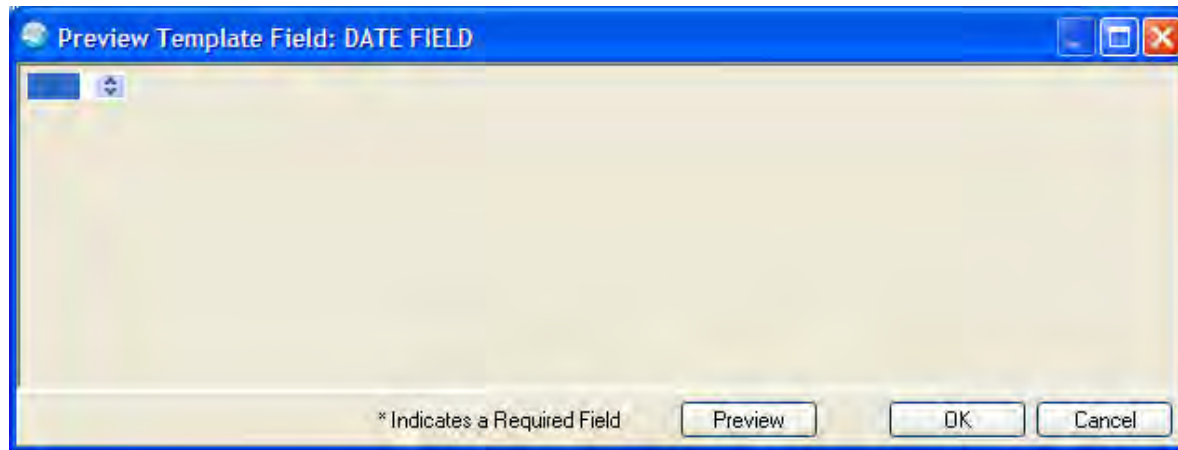 Preview Template Field: DATE FIELD
* Indicates a Required Field Preview OK Cancel